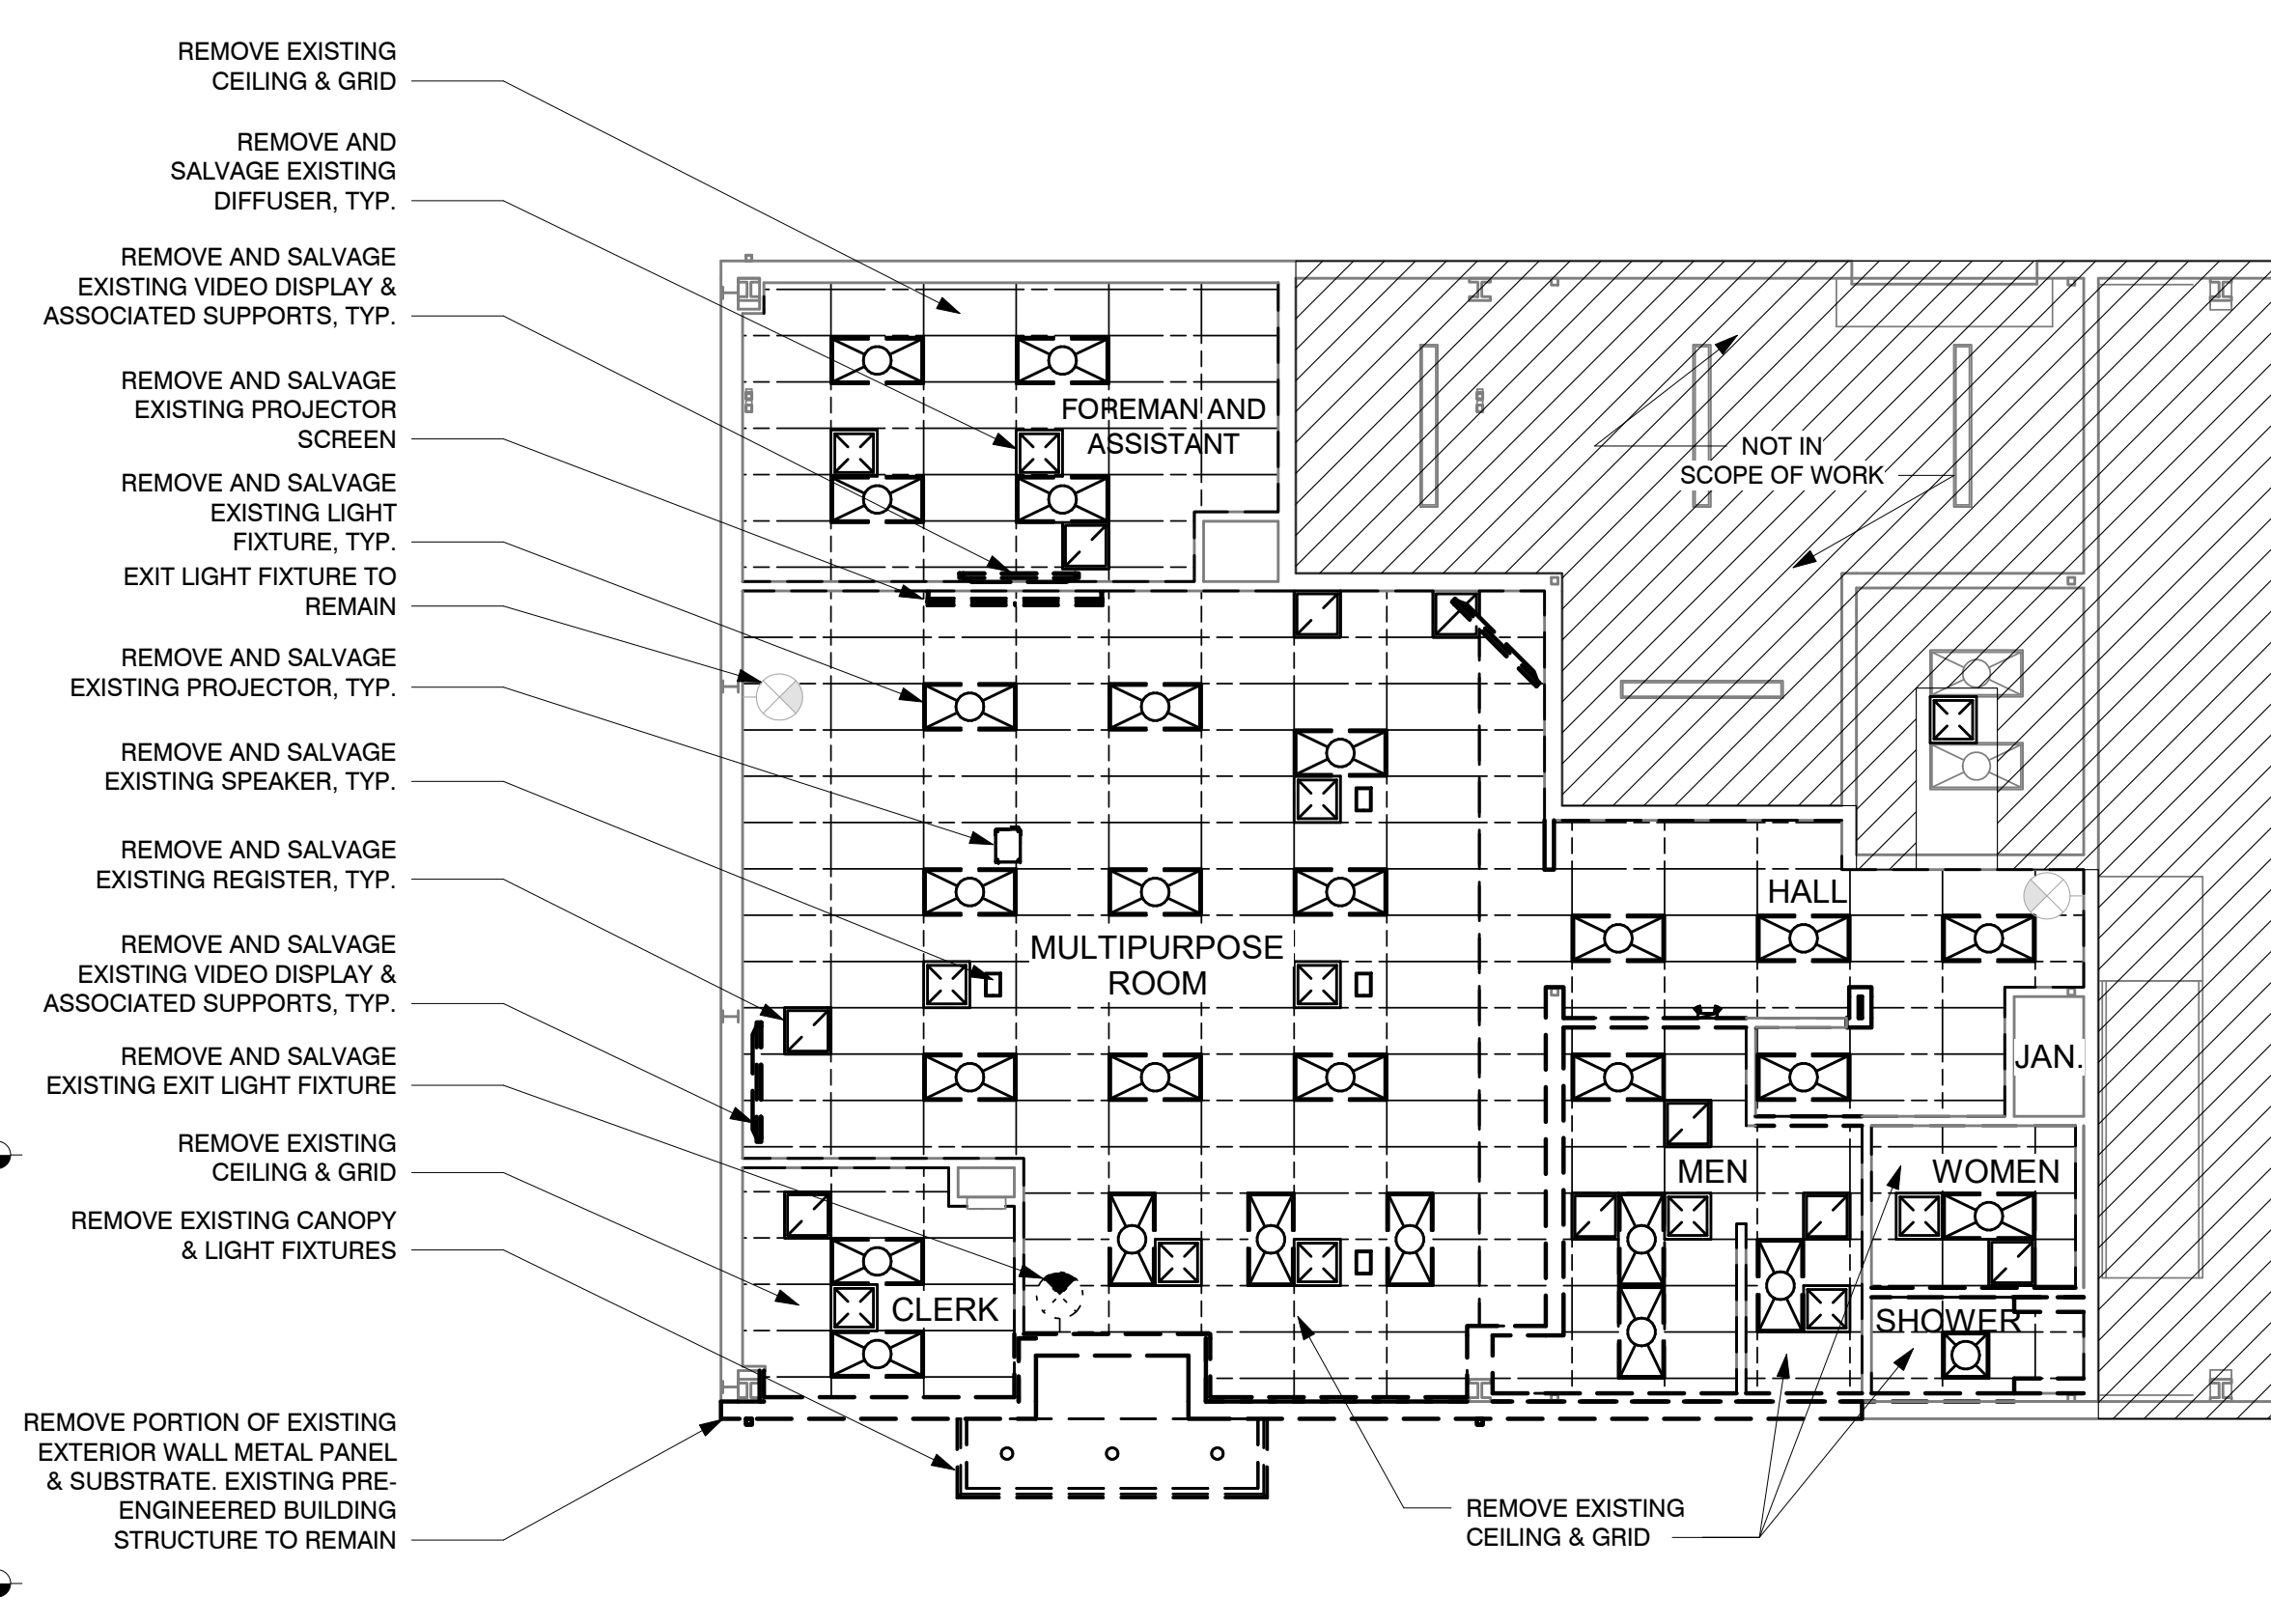 REMOVE EXISTING
CEILING & GRID
REMOVE AND
SALVAGE EXISTING
DIFFUSER, TYP.
REMOVE AND SALVAGE
EXISTING VIDEO DISPLAY &
ASSOCIATED SUPPORTS, TYP.
REMOVE AND SALVAGE
EXISTING PROJECTOR
SCREEN
REMOVE AND SALVAGE
EXISTING LIGHT
FIXTURE, TYP.
EXIT LIGHT FIXTURE TO
REMAIN
REMOVE AND SALVAGE
EXISTING PROJECTOR, TYP.
REMOVE AND SALVAGE
EXISTING SPEAKER, TYP.
REMOVE AND SALVAGE
EXISTING REGISTER, TYP.
REMOVE AND SALVAGE
EXISTING VIDEO DISPLAY &
ASSOCIATED SUPPORTS, TYP.
REMOVE AND SALVAGE
EXISTING EXIT LIGHT FIXTURE
REMOVE EXISTING
CEILING & GRID
REMOVE EXISTING CANOPY
& LIGHT FIXTURES
REMOVE PORTION OF EXISTING
EXTERIOR WALL METAL PANEL
& SUBSTRATE. EXISTING PRE-
ENGINEERED BUILDING
STRUCTURE TO REMAIN
FOREMAN AND
ASSISTANT
NOT IN
SCOPE OF WORK
HALL
MULTIPURPOSE
ROOM
JAN.
MEN
WOMEN
CLERK
SHOWER
REMOVE EXISTING
CEILING & GRID